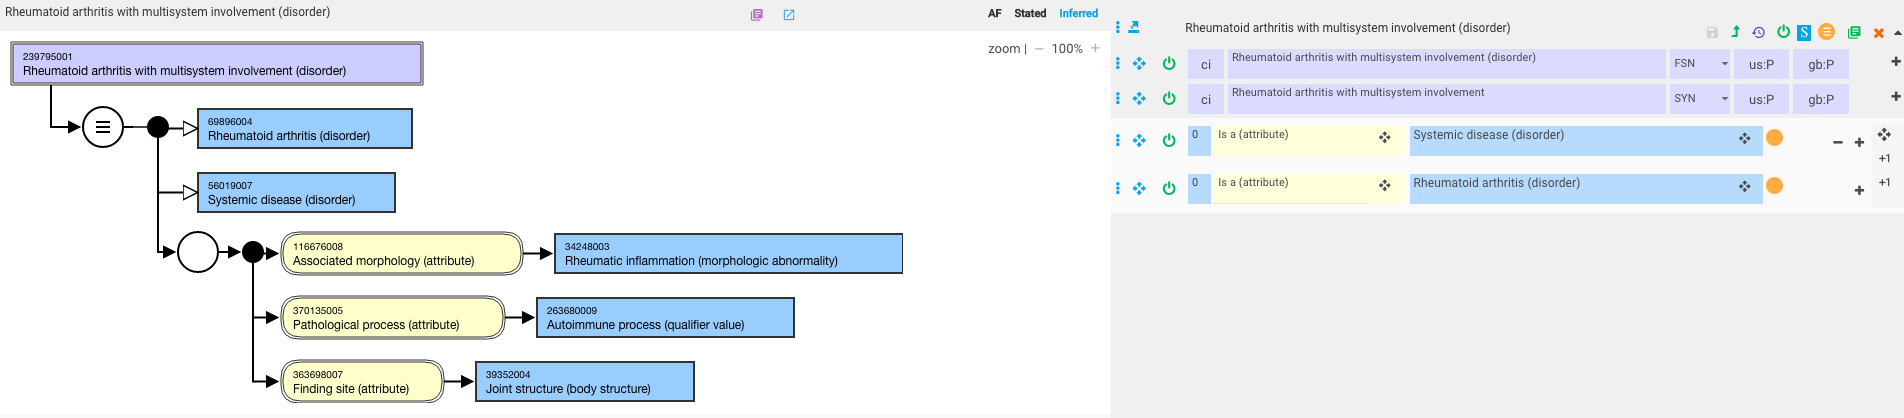 Rheumatoid arthritis with multisystem involvement (disorder)
AF Stated Inferred
zoom | − 100% +
239795001
Rheumatoid arthritis with multisystem involvement (disorder)
69896004
Rheumatoid arthritis (disorder)
56019007
Systemic disease (disorder)
116676008
Associated morphology (attribute)
34248003
Rheumatic inflammation (morphologic abnormality)
370135005
Pathological process (attribute)
263680009
Autoimmune process (qualifier value)
363698007
Finding site (attribute)
39352004
Joint structure (body structure)
Rheumatoid arthritis with multisystem involvement (disorder)
S
ci Rheumatoid arthritis with multisystem involvement (disorder) FSN us:P gb:P +
ci Rheumatoid arthritis with multisystem involvement SYN us:P gb:P +
0 Is a (attribute) Systemic disease (disorder) − +
+1
0 Is a (attribute) Rheumatoid arthritis (disorder) + +1